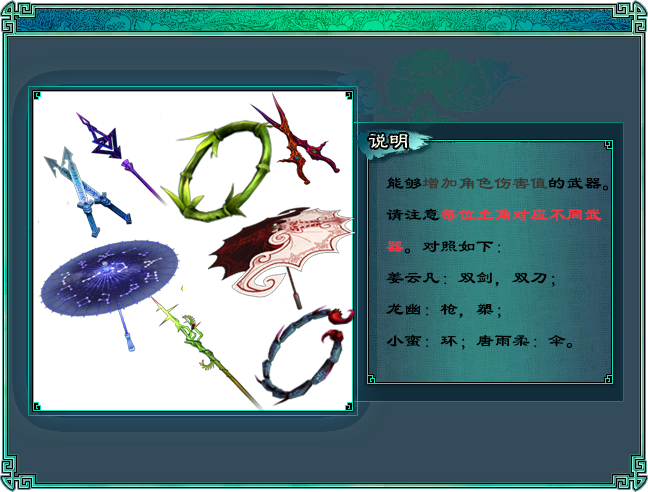 说明
能够增加角色伤害值的武器。
请注意每位主角对应不同武
器。对照如下：
姜云凡：双剑，双刀；
龙幽：枪，槊；
小蛮：环；唐雨柔：伞。